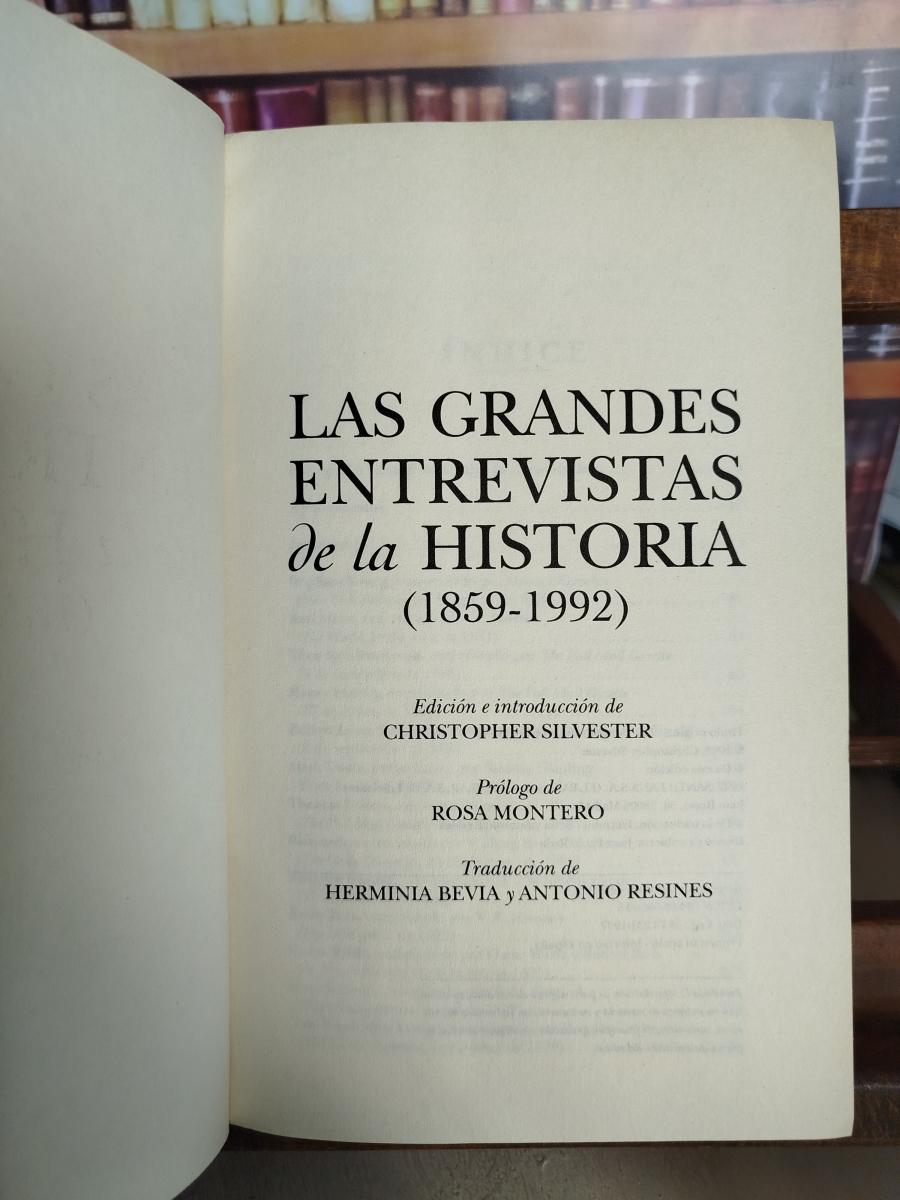 LAS GRANDES
ENTREVISTAS
de la HISTORIA
(1859-1992)
Edición e introducción de
CHRISTOPHER SILVESTER
Prólogo de
ROSA MONTERO
Traducción de
HERMINIA BEVIA y ANTONIO RESINES